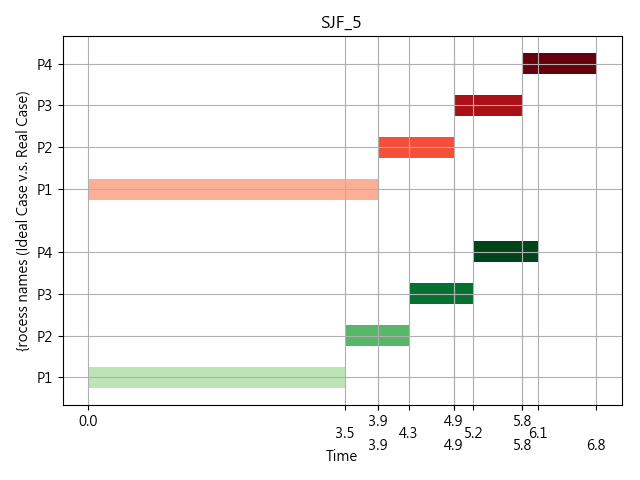 SJF_5
P4
P3
P2
P1
P4
P3
P2
P1
{rocess names (Ideal Case v.s. Real Case)
0.0 3.9 4.9 5.8
3.5 4.3 5.2 6.1
3.9 4.9 5.8 6.8
Time